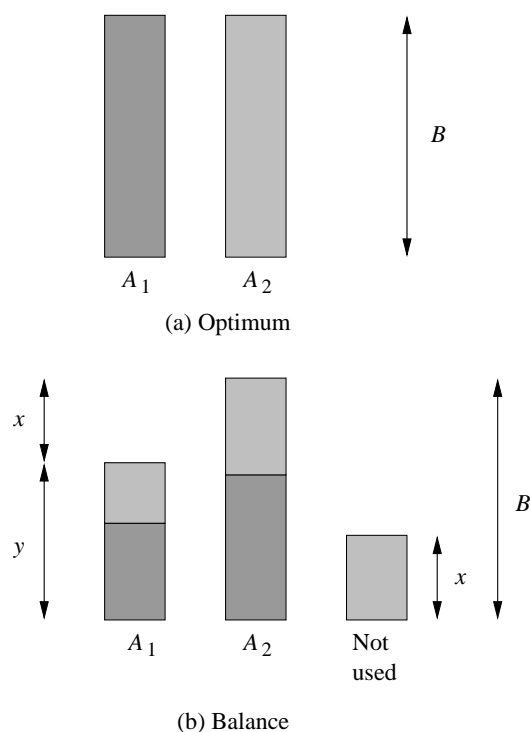 B
A1 A2
(a) Optimum
x
y
B
x
A1 A2 Not
used
(b) Balance